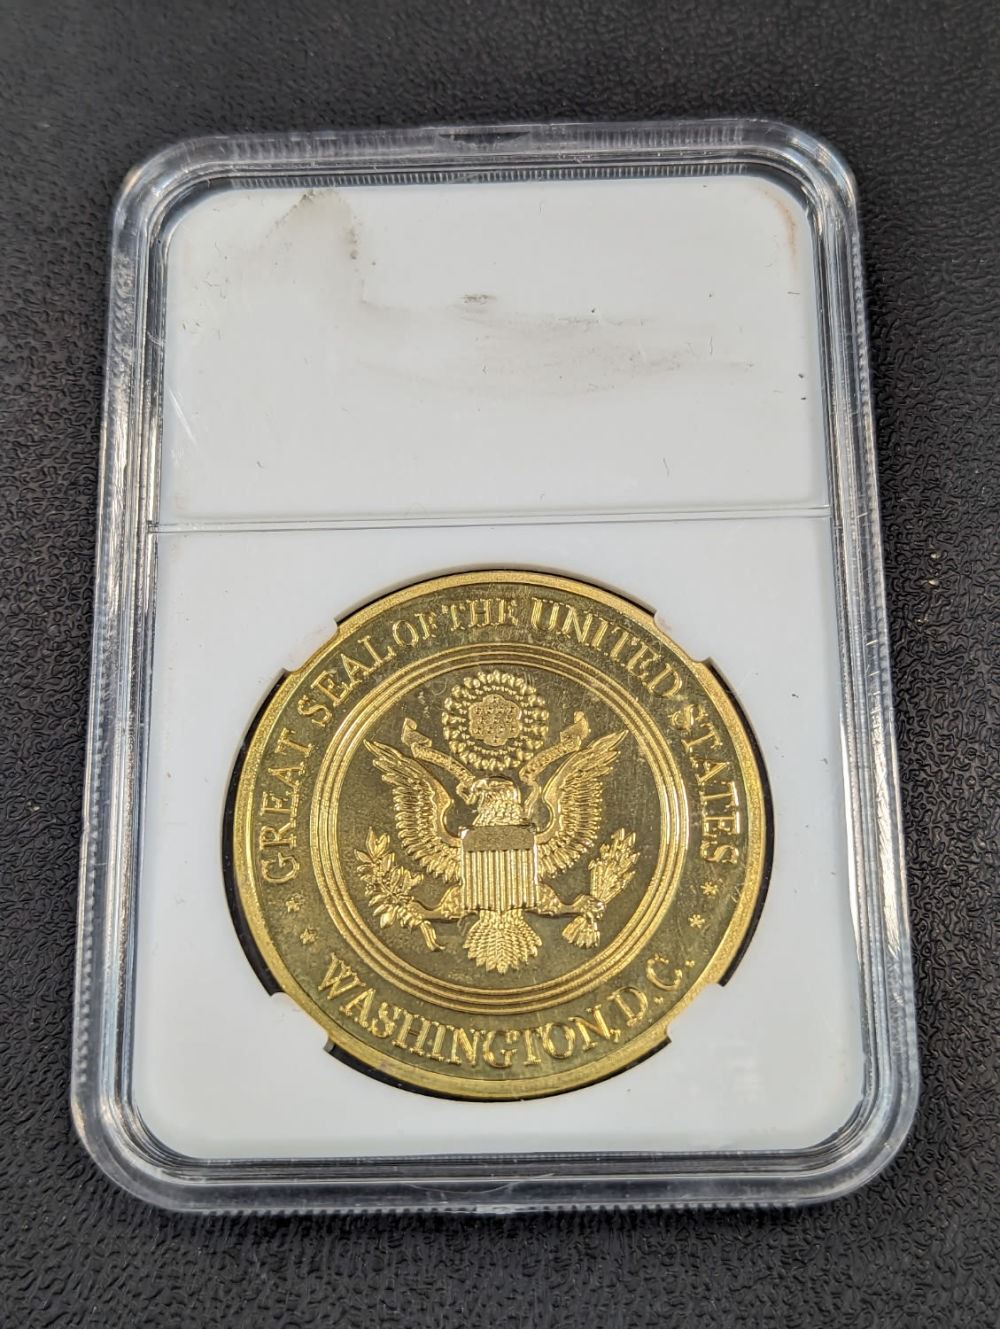 GREAT SEAL OF THE UNITED STATES
WASHINGTON, D.C.